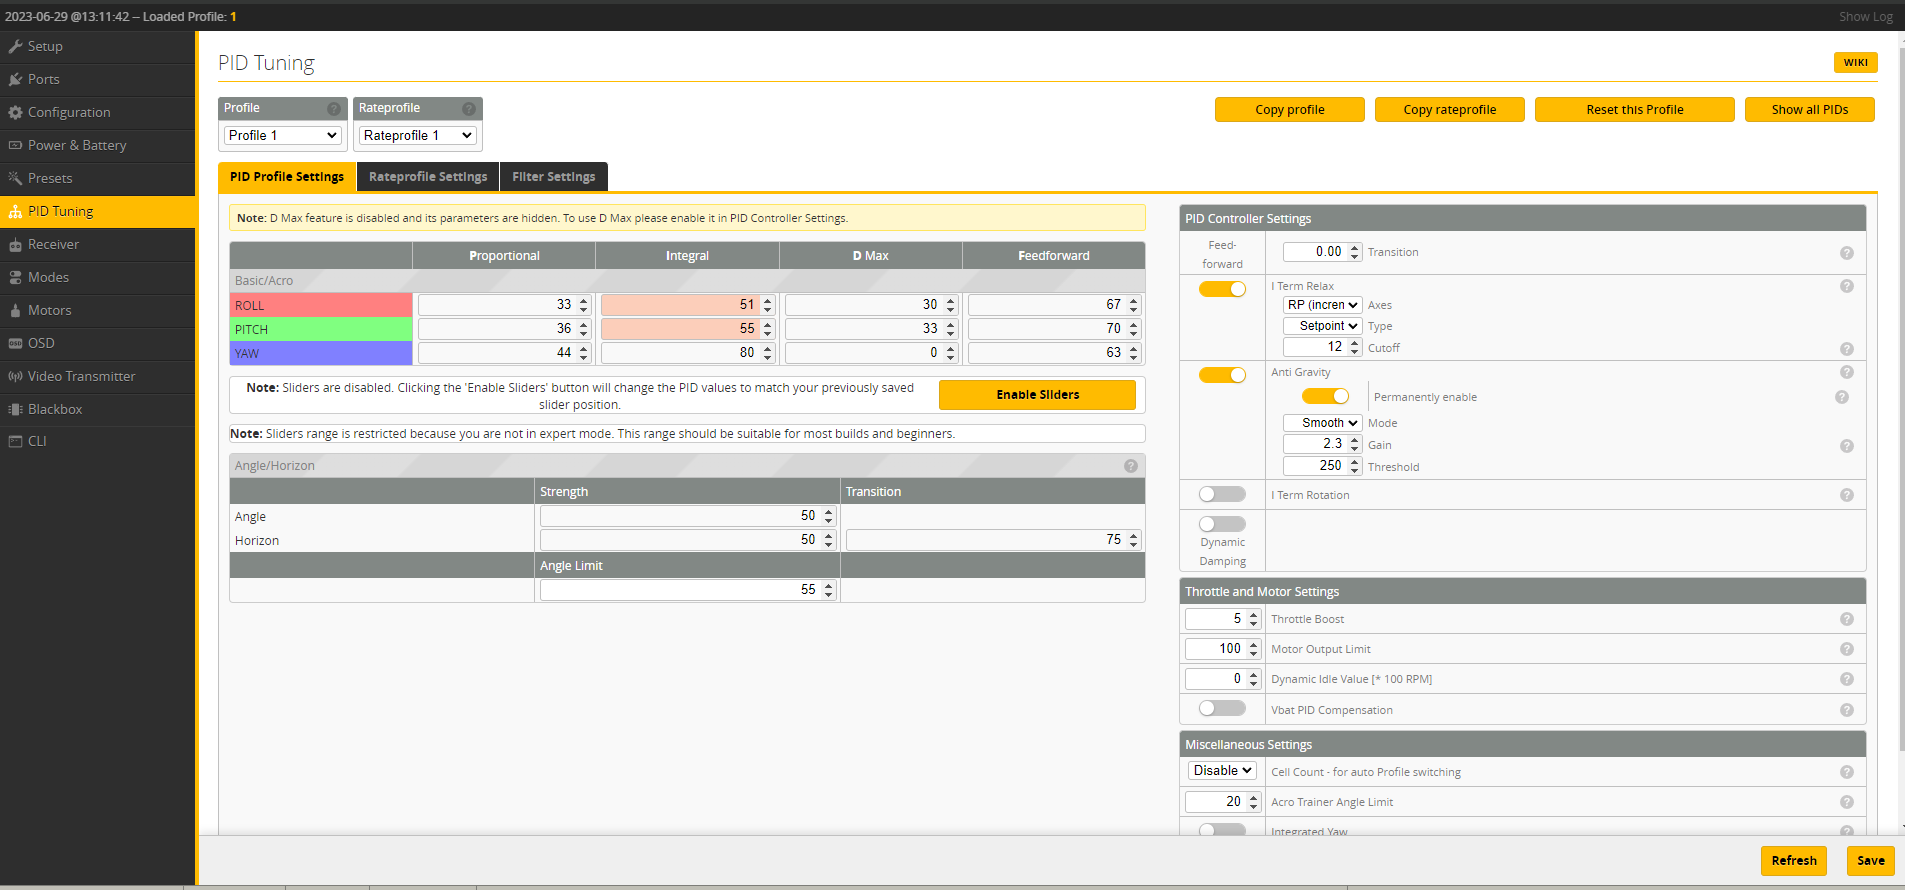 2023-06-29 @13:11:42 -- Loaded Profile: 1
Show Log
Setup
Ports
Configuration
Power & Battery
Presets
PID Tuning
Receiver
Modes
Motors
OSD
Video Transmitter
Blackbox
CLI
PID Tuning
WIKI
Profile
Profile 1
Rateprofile
Rateprofile 1
Copy profile
Copy rateprofile
Reset this Profile
Show all PIDs
PID Profile Settings
Rateprofile Settings
Filter Settings
Note: D Max feature is disabled and its parameters are hidden. To use D Max please enable it in PID Controller Settings.
Proportional Integral D Max Feedforward
Basic/Acro
ROLL 33 51 30 67
PITCH 36 55 33 70
YAW 44 80 0 63
Note: Sliders are disabled. Clicking the 'Enable Sliders' button will change the PID values to match your previously saved
slider position.
Enable Sliders
Note: Sliders range is restricted because you are not in expert mode. This range should be suitable for most builds and beginners.
Angle/Horizon
Strength Transition
Angle 50
Horizon 50 75
Angle Limit
55
PID Controller Settings
Feed-
forward
0.00 Transition
I Term Relax
RP (incren Axes
Setpoint Type
12 Cutoff
Anti Gravity
Permanently enable
Smooth Mode
2.3 Gain
250 Threshold
I Term Rotation
Dynamic
Damping
Throttle and Motor Settings
5 Throttle Boost
100 Motor Output Limit
0 Dynamic Idle Value [* 100 RPM]
Vbat PID Compensation
Miscellaneous Settings
Disable Cell Count - for auto Profile switching
20 Acro Trainer Angle Limit
Integrated Yaw
Refresh
Save